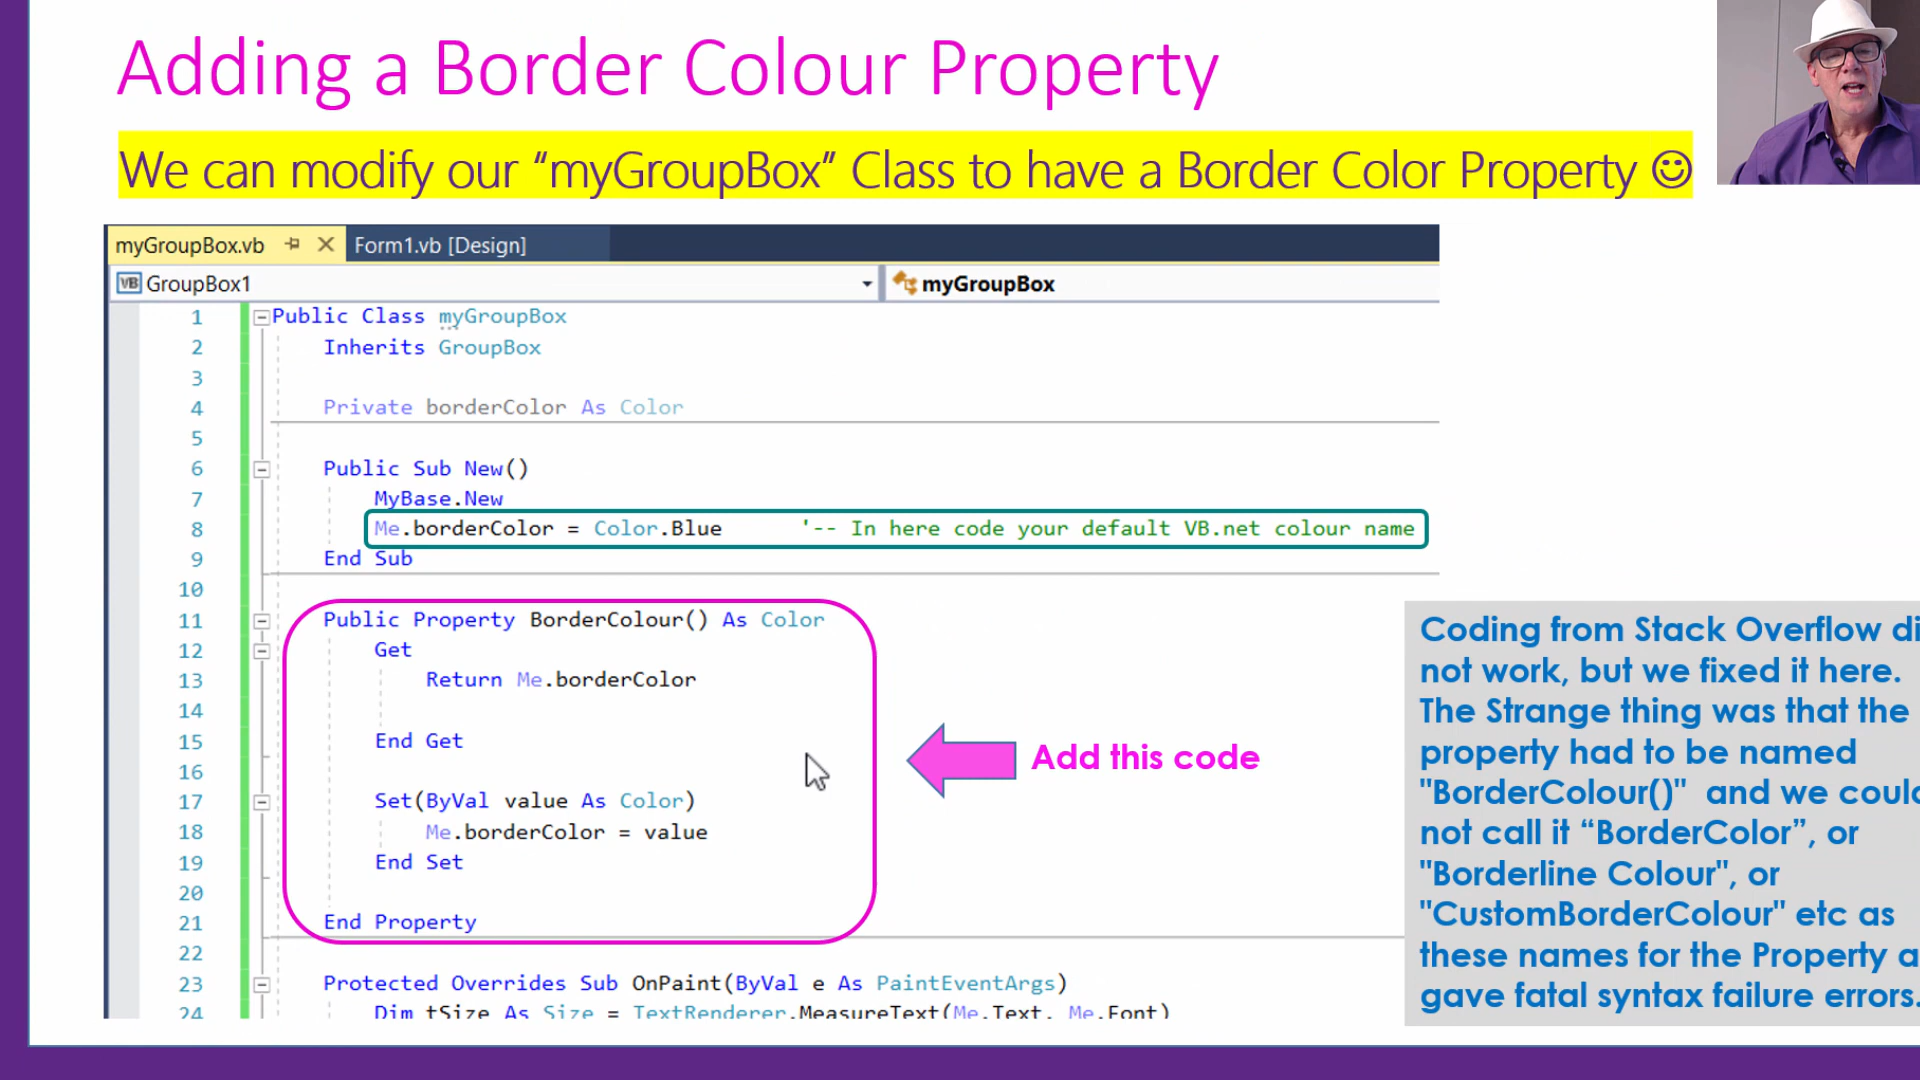 Adding a Border Colour Property
We can modify our “myGroupBox” Class to have a Border Color Property ☺
myGroupBox.vb
Form1.vb [Design]
GroupBox1
myGroupBox
1 Public Class myGroupBox
2 Inherits GroupBox
3
4 Private borderColor As Color
5
6 Public Sub New()
7 MyBase.New
8 Me.borderColor = Color.Blue '-- In here code your default VB.net colour name
9 End Sub
10
11 Public Property BorderColour() As Color
12 Get
13 Return Me.borderColor
14
15 End Get
16
17 Set(ByVal value As Color)
18 Me.borderColor = value
19 End Set
20
21 End Property
22
23 Protected Overrides Sub OnPaint(ByVal e As PaintEventArgs)
24 Dim tSize As Size = TextRenderer.MeasureText(Me.Text, Me.Font)
Add this code
Coding from Stack Overflow di
not work, but we fixed it here.
The Strange thing was that the
property had to be named
"BorderColour()" and we could
not call it “BorderColor”, or
"Borderline Colour", or
"CustomBorderColour" etc as
these names for the Property a
gave fatal syntax failure errors.